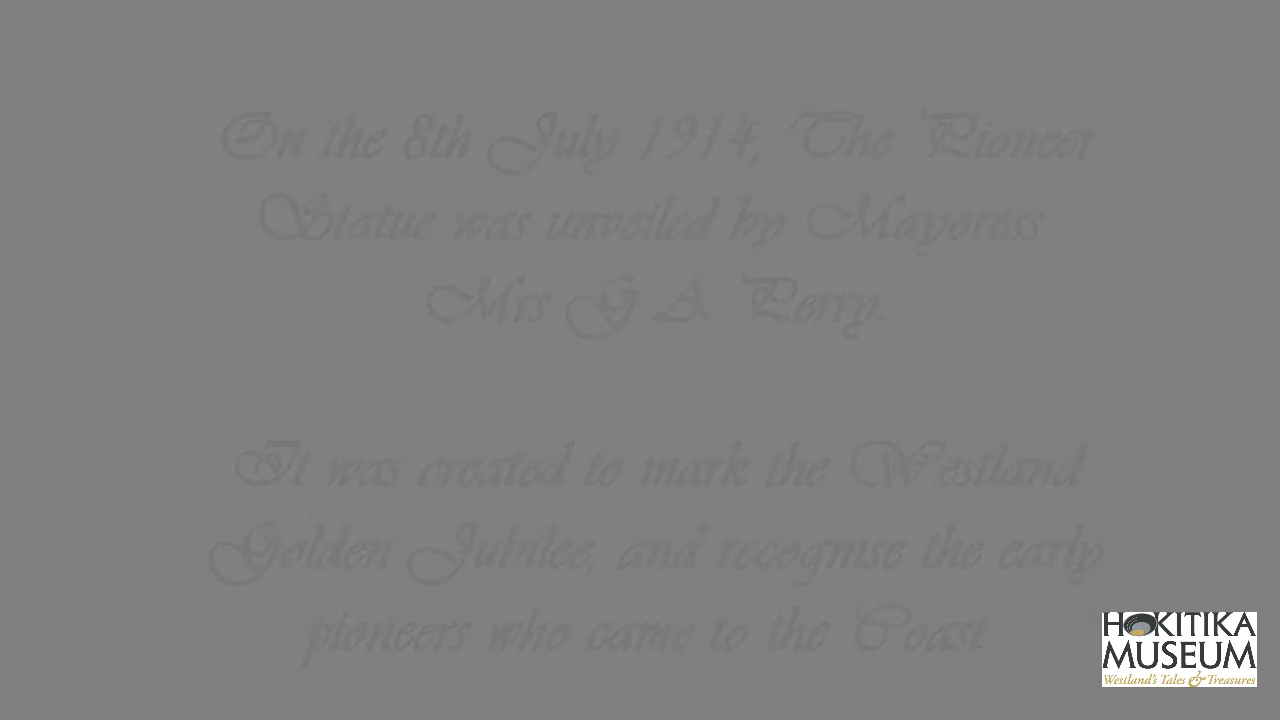 On the 8th July 1914, The Pioneer
Statue was unveiled by Mayoress
Mrs G A Perry.
It was created to mark the Westland
Golden Jubilee, and recognise the early
pioneers who came to the Coast.
HOKITIKA
MUSEUM
Westland's Tales & Treasures